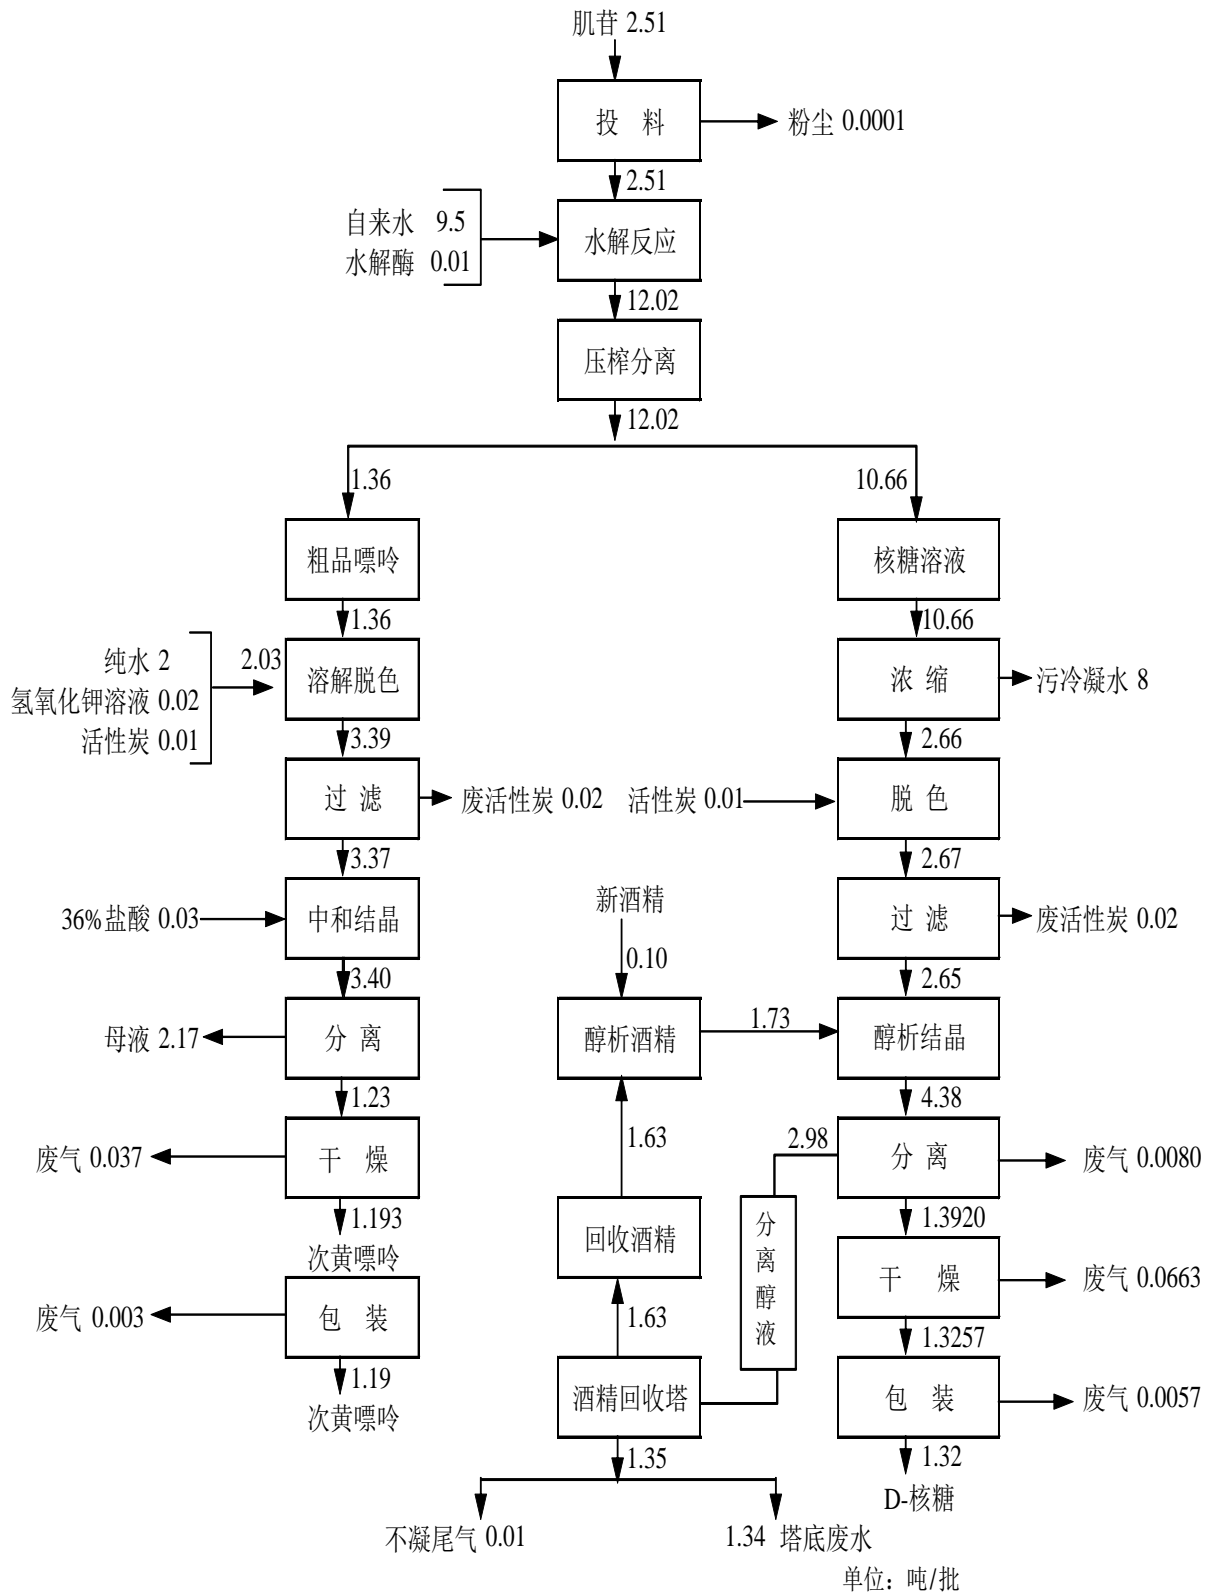 肌苷 2.51
投 料
粉尘 0.0001
2.51
自来水 9.5
水解酶 0.01
水解反应
12.02
压榨分离
12.02
1.36
10.66
粗品嘌呤
核糖溶液
1.36
10.66
纯水 2
氢氧化钾溶液 0.02
活性炭 0.01
2.03
溶解脱色
浓 缩
污冷凝水 8
3.39
2.66
过 滤
废活性炭 0.02
活性炭 0.01
脱 色
3.37
2.67
36%盐酸 0.03
中和结晶
新酒精
0.10
过 滤
废活性炭 0.02
3.40
2.65
母液 2.17
分 离
醇析酒精
1.73
醇析结晶
1.23
4.38
废气 0.037
干 燥
1.63
2.98
分 离
废气 0.0080
1.193
次黄嘌呤
1.3920
回收酒精
分离醇液
干 燥
废气 0.0663
废气 0.003
包 装
1.63
1.3257
1.19
次黄嘌呤
酒精回收塔
包 装
废气 0.0057
1.35
1.32
D-核糖
不凝尾气 0.01
1.34 塔底废水
单位：吨/批